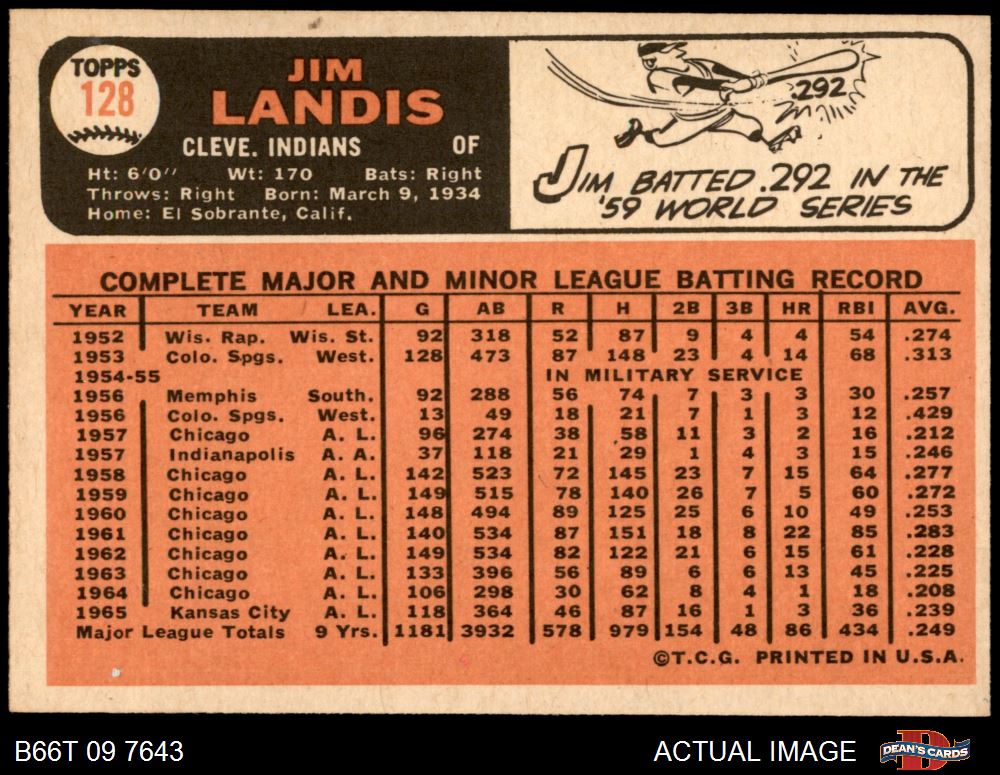 TOPPS
128
JIM
LANDIS
CLEVE. INDIANS OF
Ht: 6'0" Wt: 170 Bats: Right
Throws: Right Born: March 9, 1934
Home: El Sobrante, Calif.
.292
JIM BATTED .292 IN THE
'59 WORLD SERIES
COMPLETE MAJOR AND MINOR LEAGUE BATTING RECORD
YEAR TEAM LEA. G AB R H 2B 3B HR RBI AVG.
1952 Wis. Rap. Wis. St. 92 318 52 87 9 4 4 54 .274
1953 Colo. Spgs. West. 128 473 87 148 23 4 14 68 .313
1954-55 IN MILITARY SERVICE
1956 Memphis South. 92 288 56 74 7 3 3 30 .257
1956 Colo. Spgs. West. 13 49 18 21 7 1 3 12 .429
1957 Chicago A. L. 96 274 38 58 11 3 2 16 .212
1957 Indianapolis A. A. 37 118 21 29 1 4 3 15 .246
1958 Chicago A. L. 142 523 72 145 23 7 15 64 .277
1959 Chicago A. L. 149 515 78 140 26 7 5 60 .272
1960 Chicago A. L. 148 494 89 125 25 6 10 49 .253
1961 Chicago A. L. 140 534 87 151 18 8 22 85 .283
1962 Chicago A. L. 149 534 82 122 21 6 15 61 .228
1963 Chicago A. L. 133 396 56 89 6 6 13 45 .225
1964 Chicago A. L. 106 298 30 62 8 4 1 18 .208
1965 Kansas City A. L. 118 364 46 87 16 1 3 36 .239
Major League Totals 9 Yrs. 1181 3932 578 979 154 48 86 434 .249
©T.C.G. PRINTED IN U.S.A.
B66T 09 7643 ACTUAL IMAGE DEAN'S CARDS